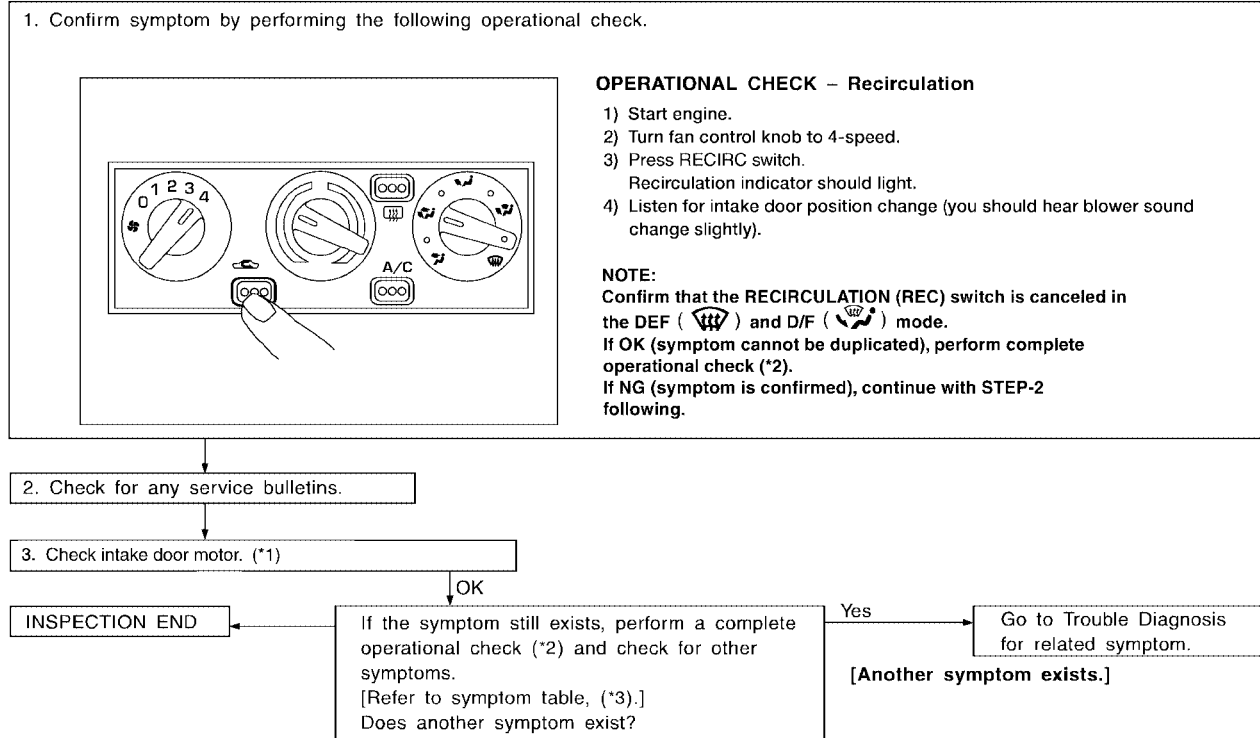 1. Confirm symptom by performing the following operational check.
0 1 2 3 4
A/C
OPERATIONAL CHECK – Recirculation
1) Start engine.
2) Turn fan control knob to 4-speed.
3) Press RECIRC switch.
Recirculation indicator should light.
4) Listen for intake door position change (you should hear blower sound
change slightly).
NOTE:
Confirm that the RECIRCULATION (REC) switch is canceled in
the DEF ( ) and D/F ( ) mode.
If OK (symptom cannot be duplicated), perform complete
operational check (*2).
If NG (symptom is confirmed), continue with STEP-2
following.
2. Check for any service bulletins.
3. Check intake door motor. (*1)
OK
INSPECTION END
If the symptom still exists, perform a complete
operational check (*2) and check for other
symptoms.
[Refer to symptom table, (*3).]
Does another symptom exist?
Yes
Go to Trouble Diagnosis
for related symptom.
[Another symptom exists.]